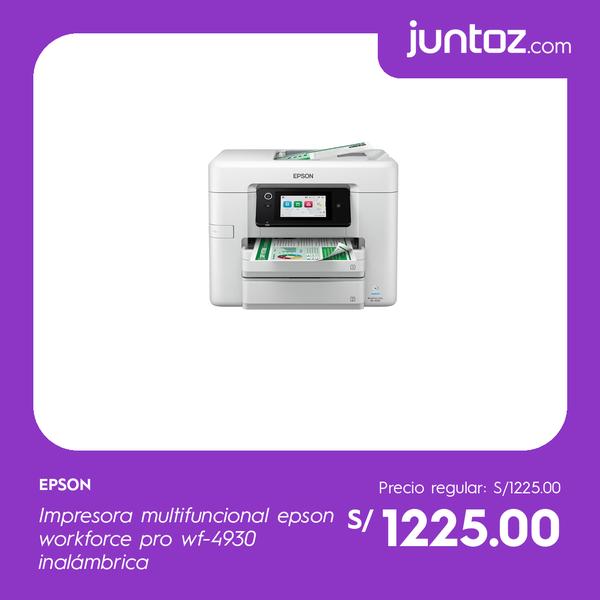 juntoz.com
EPSON
EPSON
Precio regular: S/1225.00
Impresora multifuncional epson
workforce pro wf-4930
inalámbrica
S/ 1225.00